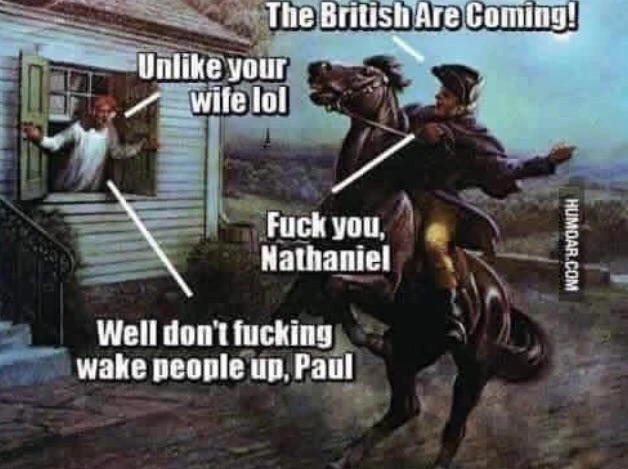 The British Are Coming!
Unlike your
wife lol
Fuck you,
Nathaniel
Well don't fucking
wake people up, Paul
HUMOAR.COM